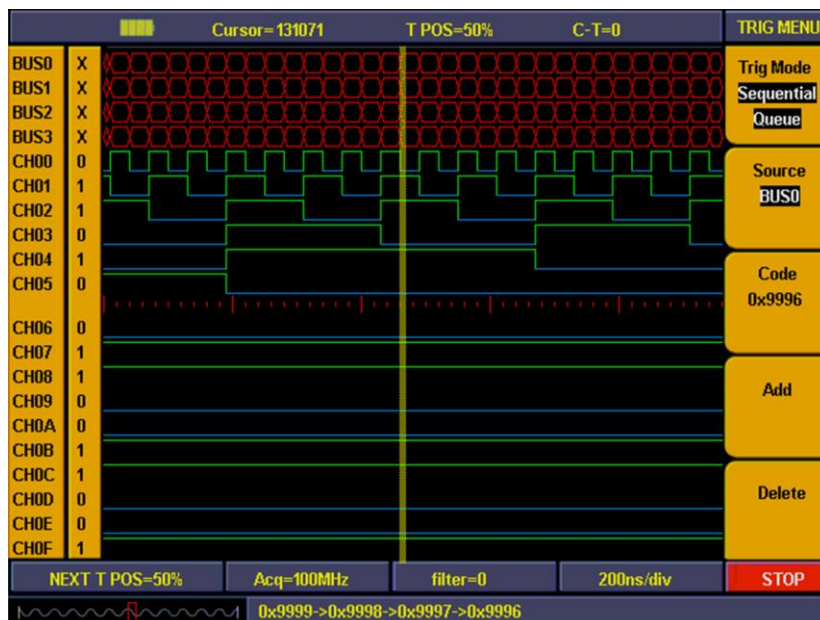 Cursor=131071 T POS=50% C-T=0 TRIG MENU
BUS0 X
BUS1 X
BUS2 X
BUS3 X
CH00 0
CH01 1
CH02 1
CH03 0
CH04 1
CH05 0
CH06 0
CH07 1
CH08 1
CH09 0
CH0A 0
CH0B 1
CH0C 1
CH0D 0
CH0E 0
CH0F 1
Trig Mode
Sequential
Queue
Source
BUS0
Code
0x9996
Add
Delete
NEXT T POS=50% Acq=100MHz filter=0 200ns/div STOP
0x9999->0x9998->0x9997->0x9996